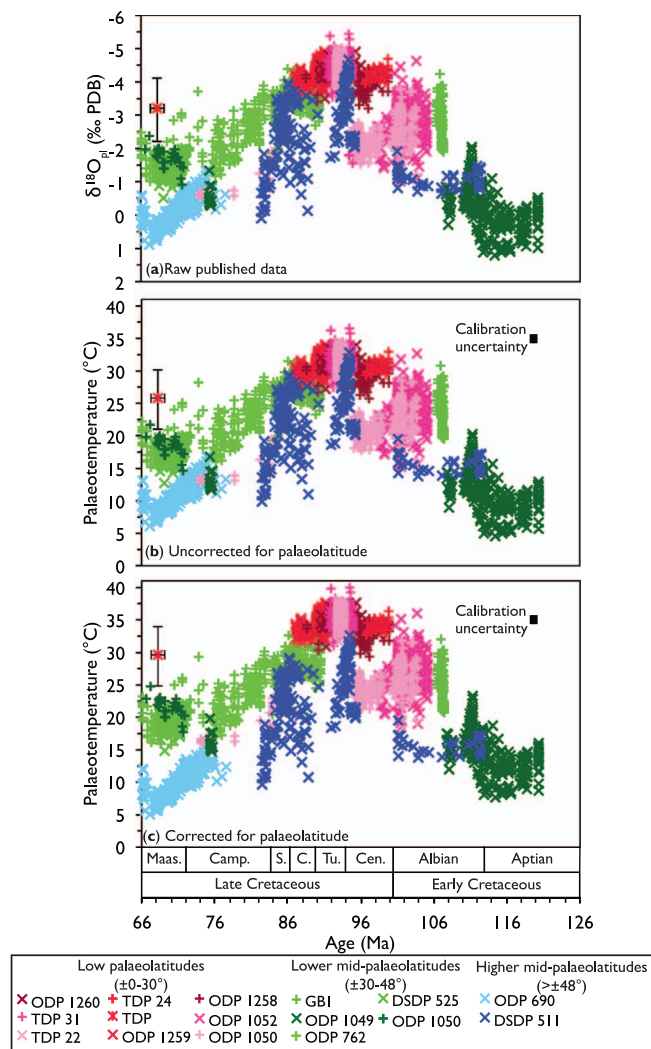 -6
-5
-4
-3
-2
-1
0
1
2
δ¹⁸Opl (‰ PDB)
(a)Raw published data
40
35
30
25
20
15
10
5
0
Palaeotemperature (°C)
Calibration
uncertainty
(b) Uncorrected for palaeolatitude
40
35
30
25
20
15
10
5
0
Palaeotemperature (°C)
Calibration
uncertainty
(c) Corrected for palaeolatitude
Maas. Camp. S. C. Tu. Cen. Albian Aptian
Late Cretaceous Early Cretaceous
66 76 86 96 106 116 126
Age (Ma)
Low palaeolatitudes Lower mid-palaeolatitudes Higher mid-palaeolatitudes
(±0-30°) (±30-48°) (>±48°)
ODP 1260 TDP 24 ODP 1258 GBI DSDP 525 ODP 690
TDP 31 TDP ODP 1052 ODP 1049 ODP 1050 DSDP 511
TDP 22 ODP 1259 ODP 1050 ODP 762